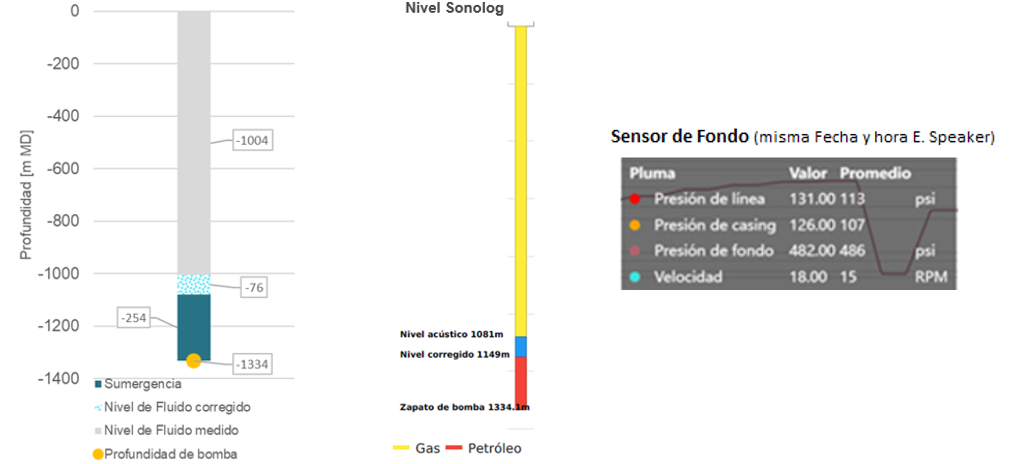 0
-200
-400
-600
-800
-1000
-1200
-1400
Profundidad [m MD]
-1004
-76
-254
-1334
Sumergencia
Nivel de Fluido corregido
Nivel de Fluido medido
Profundidad de bomba
Nivel Sonolog
Nivel acústico 1081m
Nivel corregido 1149m
Zapato de bomba 1334.1m
Gas Petróleo
Sensor de Fondo (misma Fecha y hora E. Speaker)
Pluma Valor Promedio
Presión de línea 131.00 113 psi
Presión de casing 126.00 107
Presión de fondo 482.00 486 psi
Velocidad 18.00 15 RPM